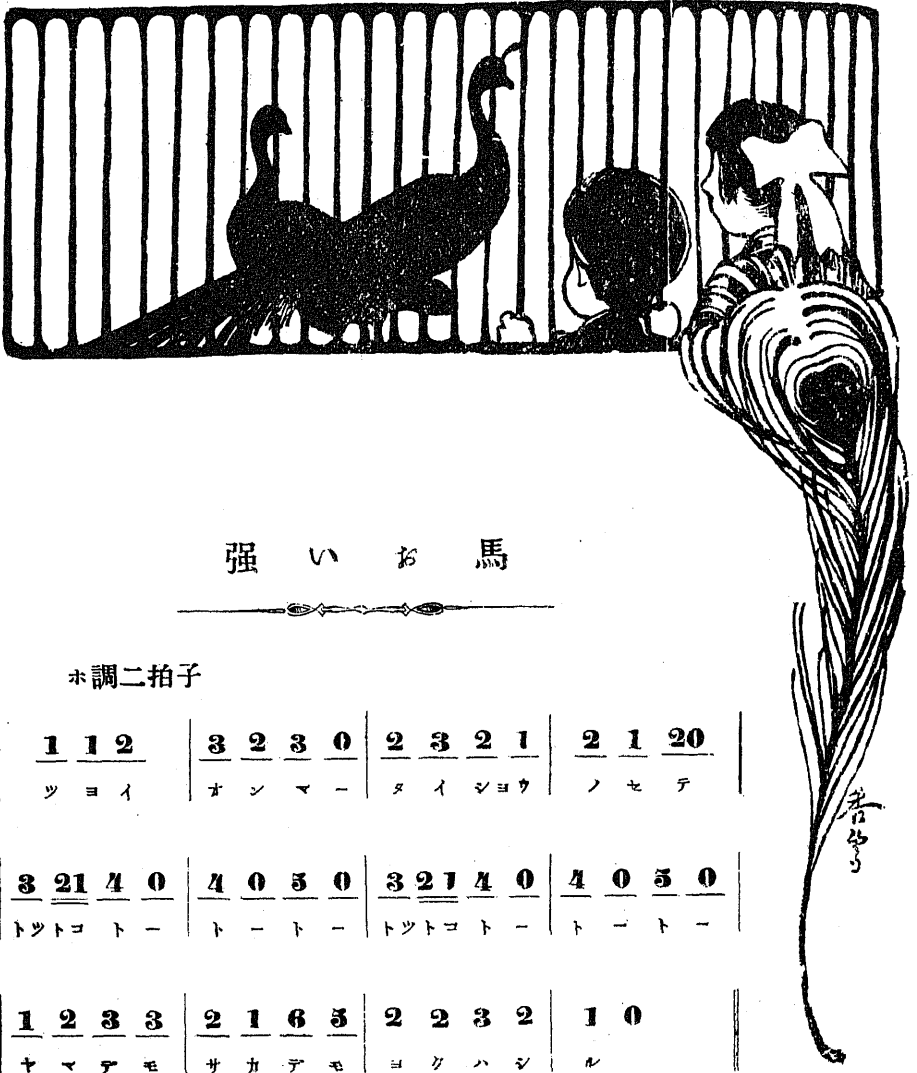 强いお馬
ホ調二拍子
1 1 2 | 3 2 3 0 | 2 3 2 1 | 2 1 20 |
ツ ヨ イ オ ン マ ー タ イ ショウ ノ セ テ
3 21 4 0 | 4 0 5 0 | 3 21 4 0 | 4 0 5 0 |
トツ トコ ト ー ト ー ト ー トツ トコ ト ー ト ー ト ー
1 2 3 3 | 2 1 6 5 | 2 2 3 2 | 1 0 ||
ヤ マ デ モ サ カ デ モ ヨ ク ハ シ ル